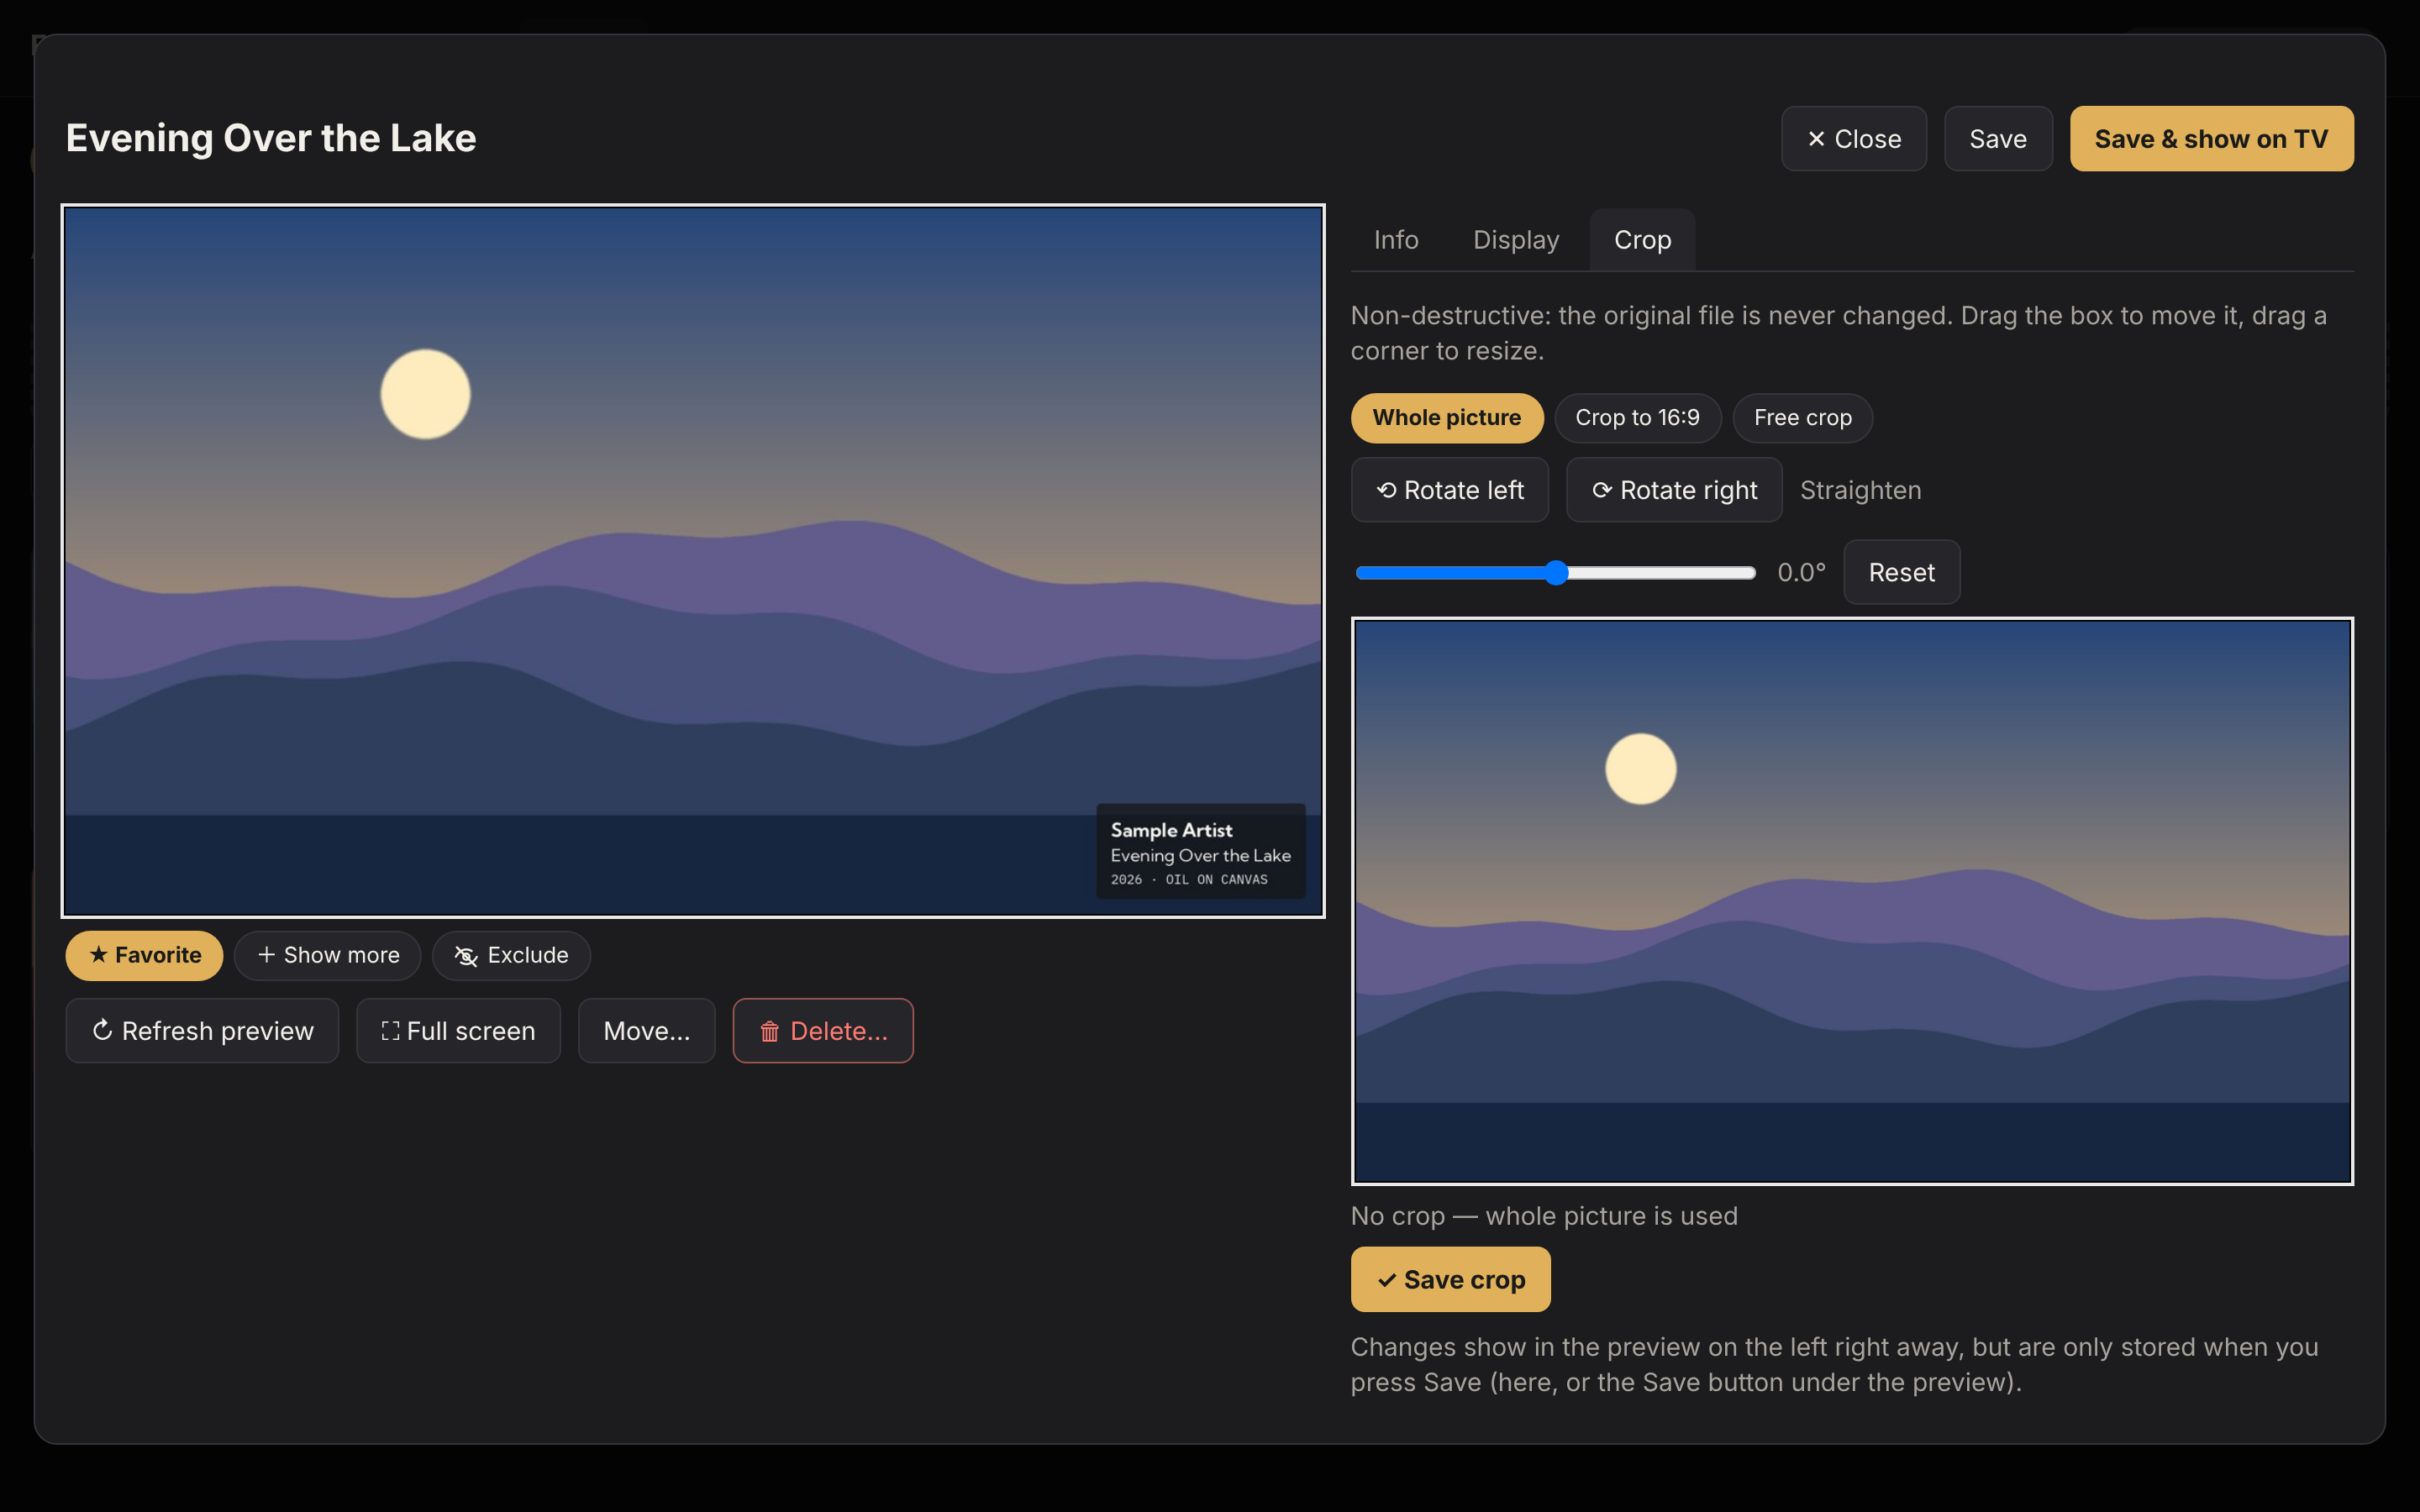 Evening Over the Lake
✕ Close
Save
Save & show on TV
Sample Artist
Evening Over the Lake
2026 · OIL ON CANVAS
★ Favorite
+ Show more
Exclude
Refresh preview
Full screen
Move...
Delete...
Info
Display
Crop
Non-destructive: the original file is never changed. Drag the box to move it, drag a
corner to resize.
Whole picture
Crop to 16:9
Free crop
⟲ Rotate left
⟳ Rotate right
Straighten
0.0°
Reset
No crop — whole picture is used
✓ Save crop
Changes show in the preview on the left right away, but are only stored when you
press Save (here, or the Save button under the preview).